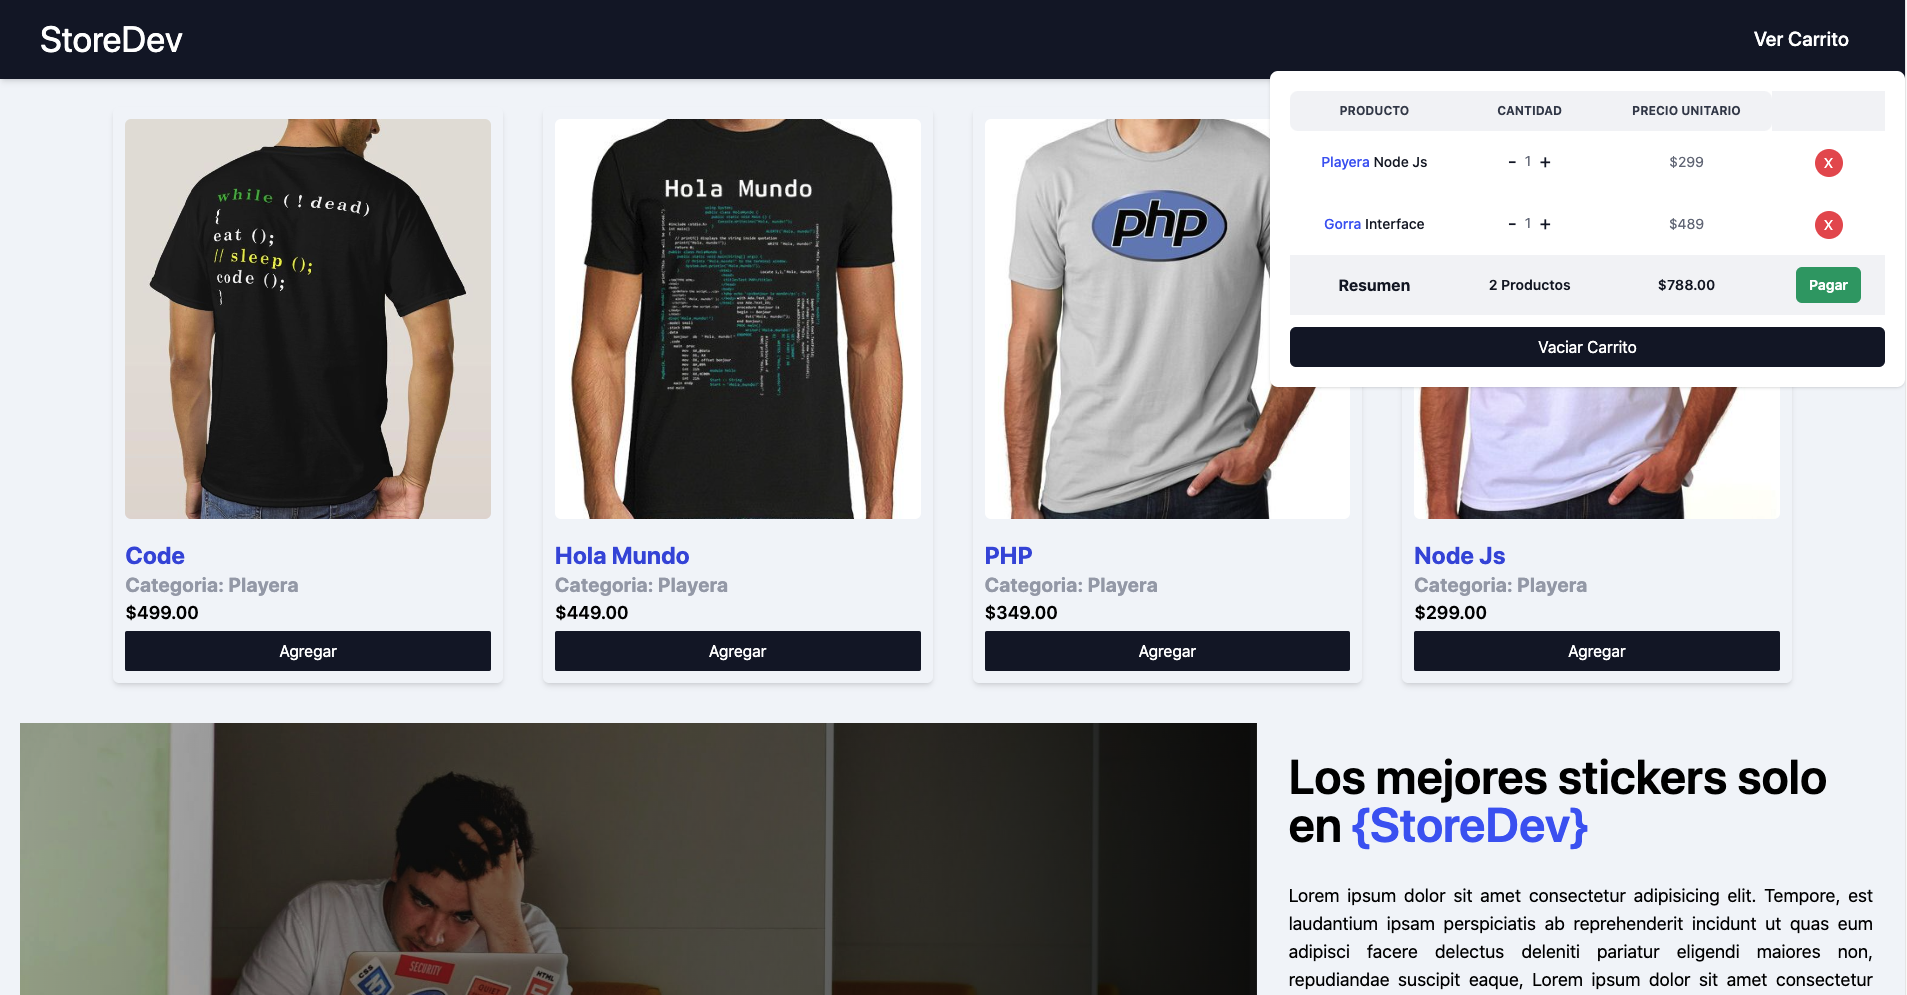 StoreDev
Ver Carrito
PRODUCTO CANTIDAD PRECIO UNITARIO
Playera Node Js - 1 + $299 X
Gorra Interface - 1 + $489 X
Resumen 2 Productos $788.00 Pagar
Vaciar Carrito
while (!dead)
{
eat ();
// sleep ();
code ();
}
Hola Mundo
php
Code
Categoria: Playera
$499.00
Agregar
Hola Mundo
Categoria: Playera
$449.00
Agregar
PHP
Categoria: Playera
$349.00
Agregar
Node Js
Categoria: Playera
$299.00
Agregar
Los mejores stickers solo
en {StoreDev}
Lorem ipsum dolor sit amet consectetur adipisicing elit. Tempore, est
laudantium ipsam perspiciatis ab reprehenderit incidunt ut quas eum
adipisci facere delectus deleniti pariatur eligendi maiores non,
repudiandae suscipit eaque, Lorem ipsum dolor sit amet consectetur
CSS
SECURITY
HTML